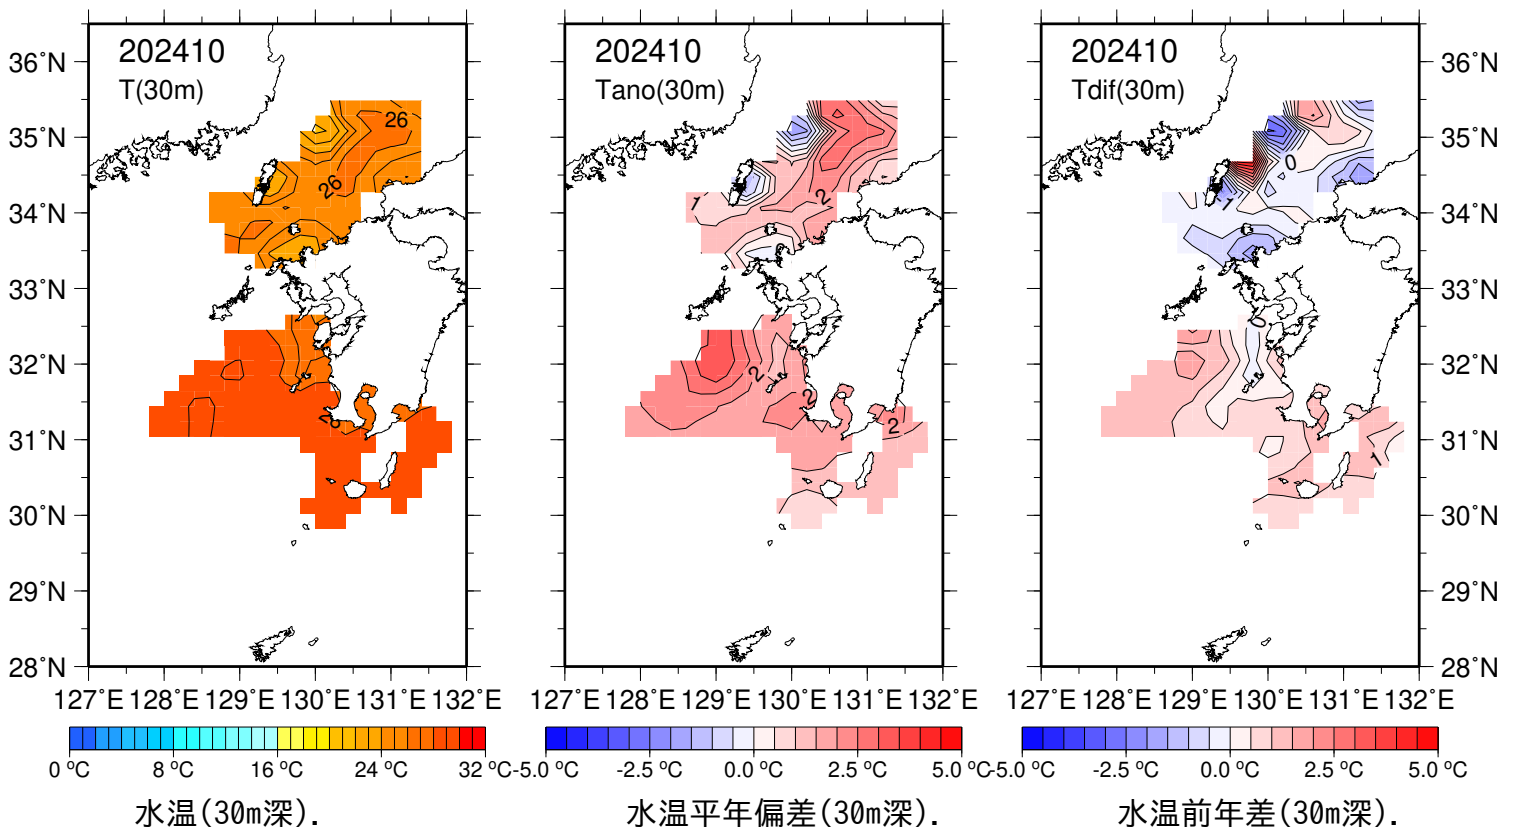 202410
T(30m)
36°N
35°N
34°N
33°N
32°N
31°N
30°N
29°N
28°N
26
26
127°E 128°E 129°E 130°E 131°E 132°E
0 °C 8 °C 16 °C 24 °C 32 °C
水温(30m深).
202410
Tano(30m)
1
2
2
2
2
127°E 128°E 129°E 130°E 131°E 132°E
-5.0 °C -2.5 °C 0.0 °C 2.5 °C 5.0 °C
水温平年偏差(30m深).
202410
Tdif(30m)
36°N
35°N
34°N
33°N
32°N
31°N
30°N
29°N
28°N
0
0
1
127°E 128°E 129°E 130°E 131°E 132°E
-5.0 °C -2.5 °C 0.0 °C 2.5 °C 5.0 °C
水温前年差(30m深).